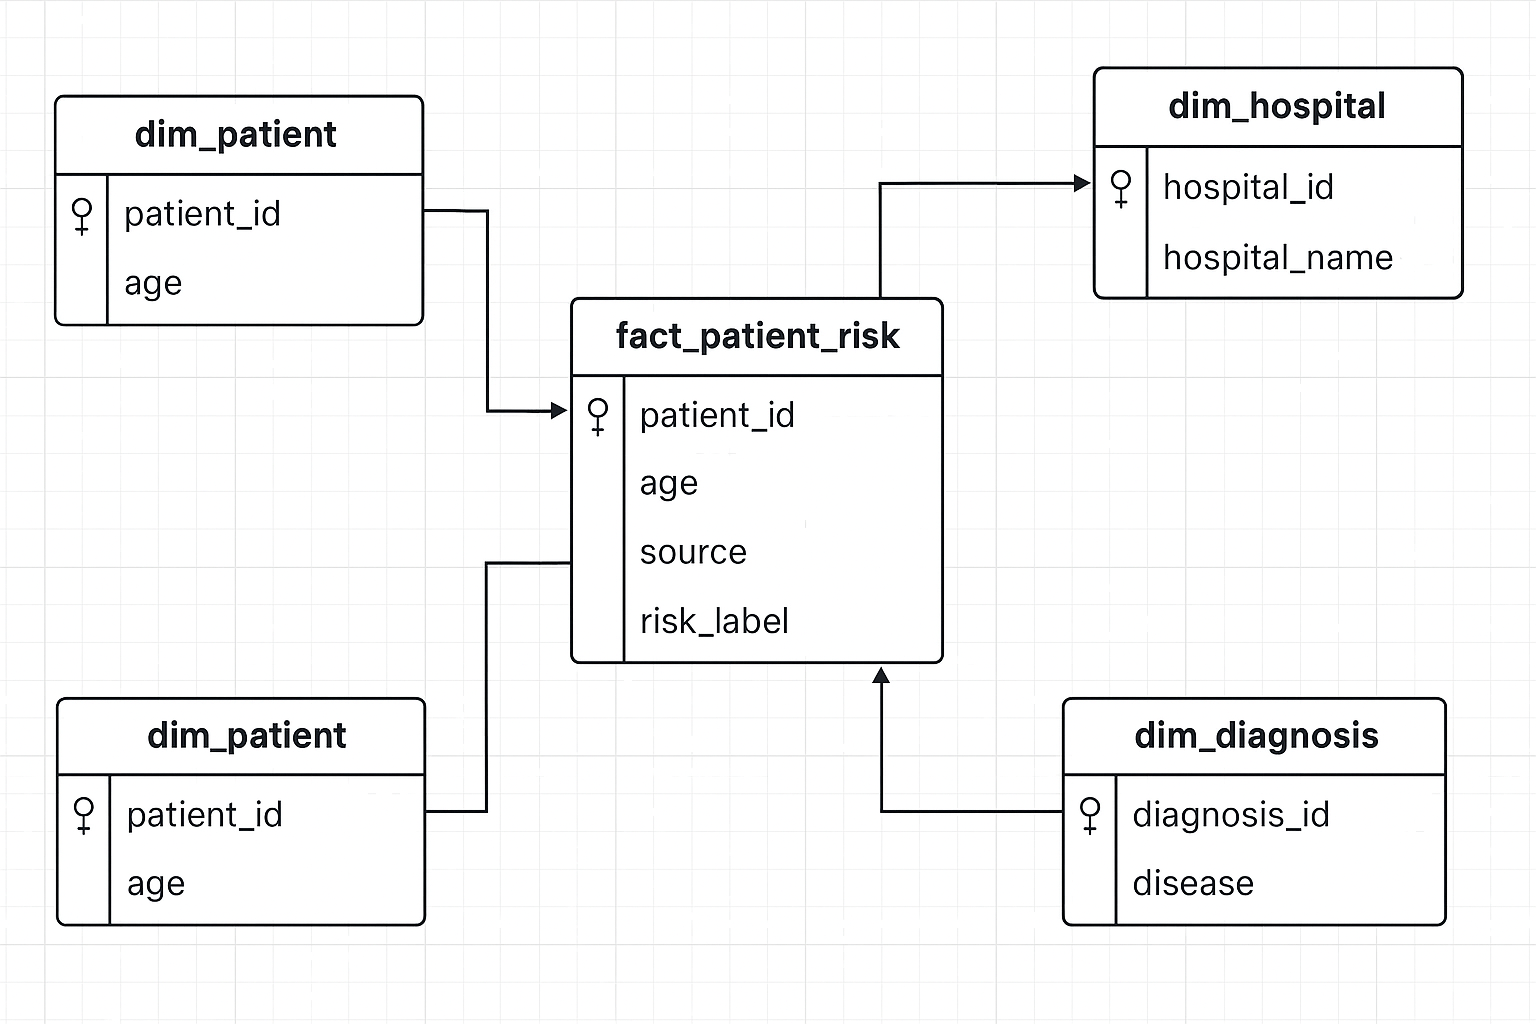 dim_patient
patient_id
age
dim_hospital
hospital_id
hospital_name
fact_patient_risk
patient_id
age
source
risk_label
dim_patient
patient_id
age
dim_diagnosis
diagnosis_id
disease